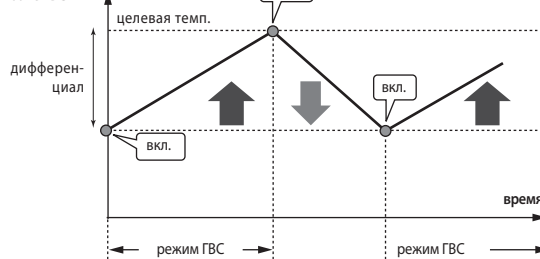 целевая темп.
дифферен-
циал
вкл.
вкл.
время
режим ГВС
режим ГВС